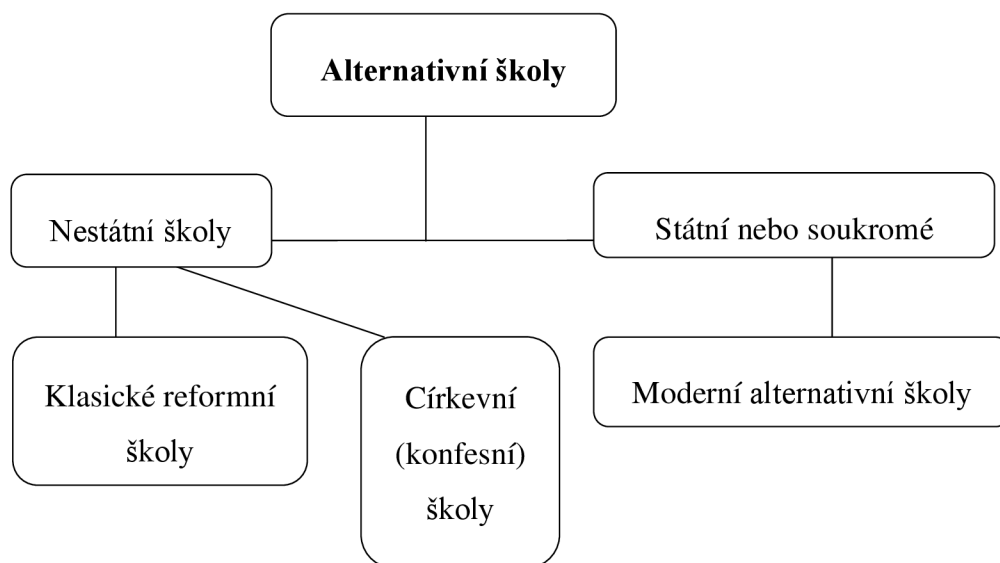 Alternativní školy
Nestátní školy
Státní nebo soukromé
Klasické reformní
školy
Církevní
(konfesní)
školy
Moderní alternativní školy